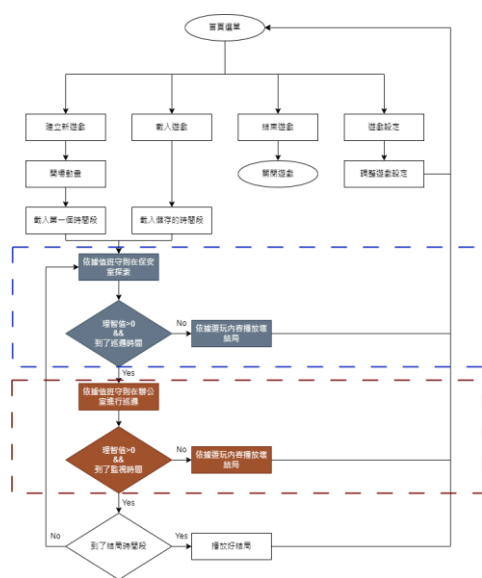 首頁選單
建立新遊戲
載入遊戲
結束遊戲
遊戲設定
開場動畫
關閉遊戲
調整遊戲設定
載入第一個時間段
載入儲存的時間段
依據值班守則在保安
室探索
理智值>0
&&
到了巡邏時間
No
依據遊玩內容播放壞
結局
Yes
依據值班守則在辦公
室進行巡邏
理智值>0
&&
到了監視時間
No
依據遊玩內容播放壞
結局
Yes
No
到了結局時間段
Yes
播放好結局